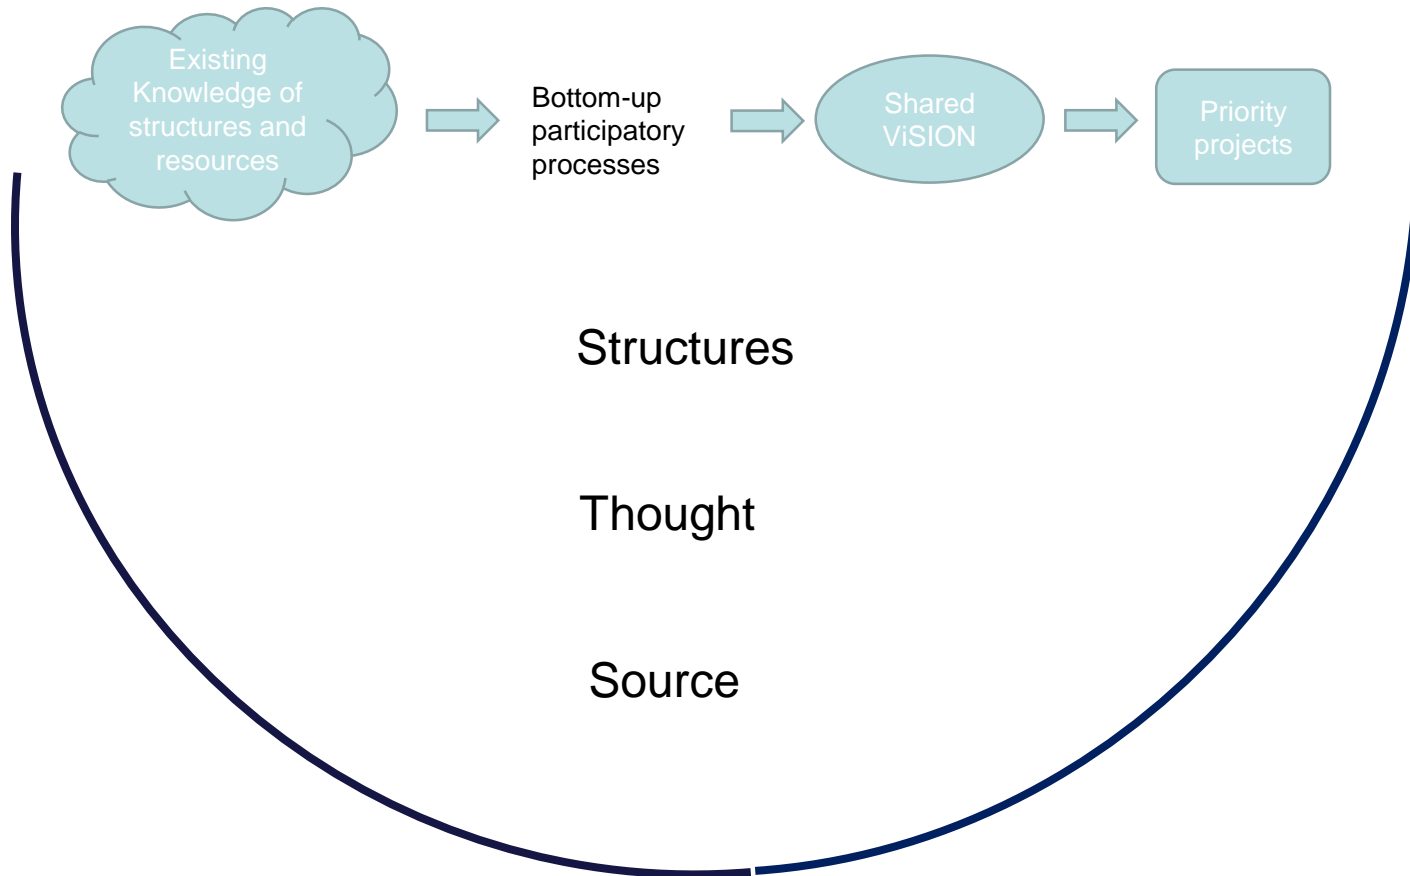 Existing
Knowledge of
structures and
resources
Bottom-up
participatory
processes
Shared
ViSION
Priority
projects
Structures
Thought
Source